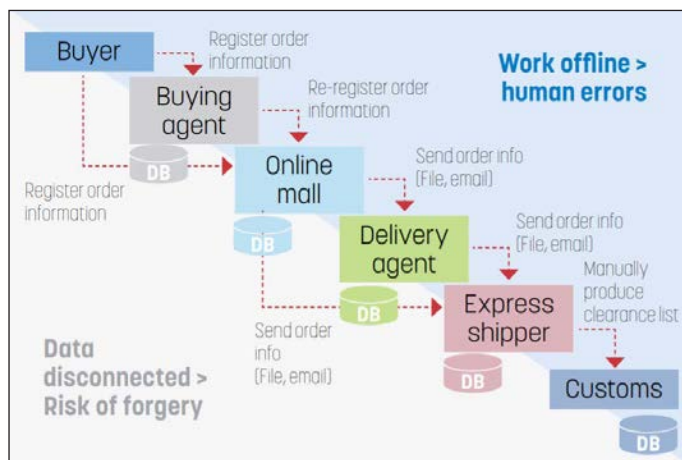 Buyer
Register order
information
Work offline >
human errors
Buying
agent
Re-register order
information
DB
Register order
information
Online
mall
Send order info
(File, email)
DB
Delivery
agent
Send order info
(File, email)
DB
Send order
info
(File, email)
Express
shipper
Manually
produce
clearance list
DB
Data
disconnected >
Risk of forgery
Customs
DB